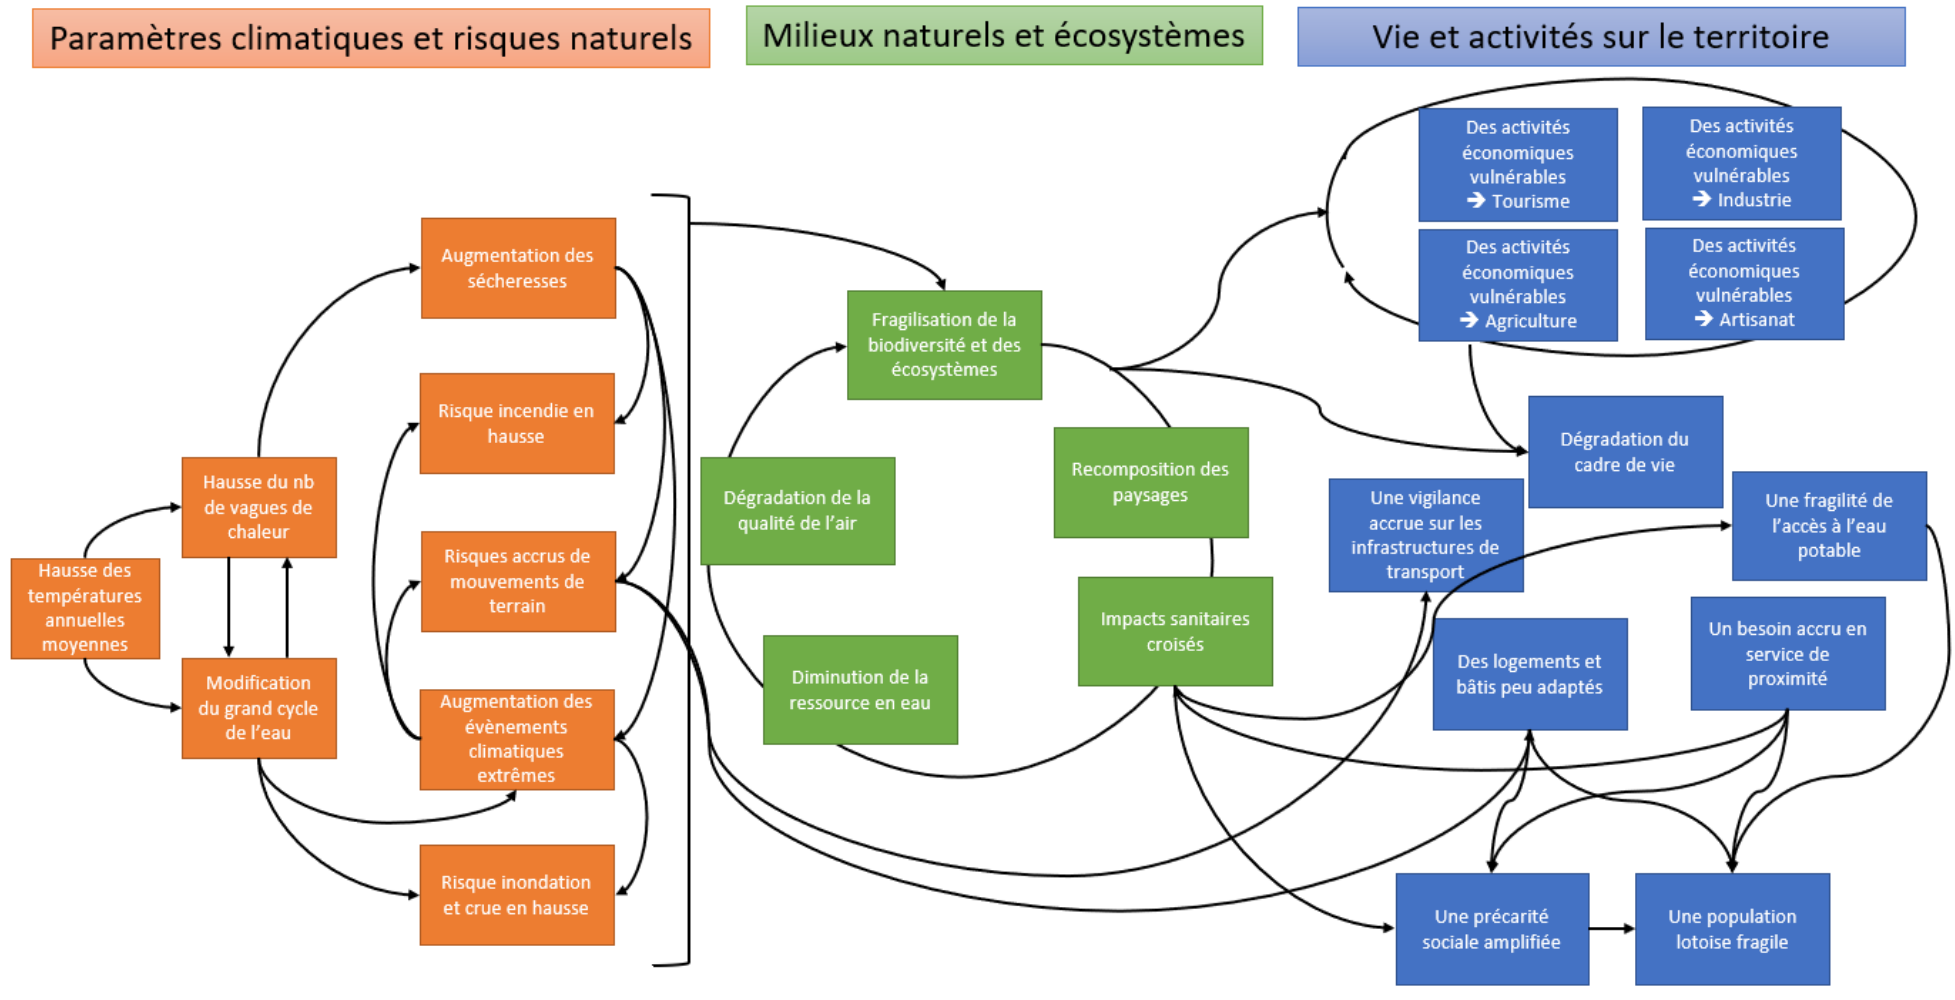 Paramètres climatiques et risques naturels
Milieux naturels et écosystèmes
Vie et activités sur le territoire
Hausse des
températures
annuelles
moyennes
Hausse du nb
de vagues de
chaleur
Modification
du grand cycle
de l'eau
Augmentation des
sécheresses
Risque incendie en
hausse
Risques accrus de
mouvements de
terrain
Augmentation des
évènements
climatiques
extrêmes
Risque inondation
et crue en hausse
Fragilisation de la
biodiversité et des
écosystèmes
Dégradation de la
qualité de l'air
Diminution de la
ressource en eau
Recomposition des
paysages
Impacts sanitaires
croisés
Des activités
économiques
vulnérables
➔ Tourisme
Des activités
économiques
vulnérables
➔ Industrie
Des activités
économiques
vulnérables
➔ Agriculture
Des activités
économiques
vulnérables
➔ Artisanat
Dégradation du
cadre de vie
Une vigilance
accrue sur les
infrastructures de
transport
Une fragilité de
l'accès à l'eau
potable
Des logements et
bâtis peu adaptés
Un besoin accru en
service de
proximité
Une précarité
sociale amplifiée
Une population
lotoise fragile